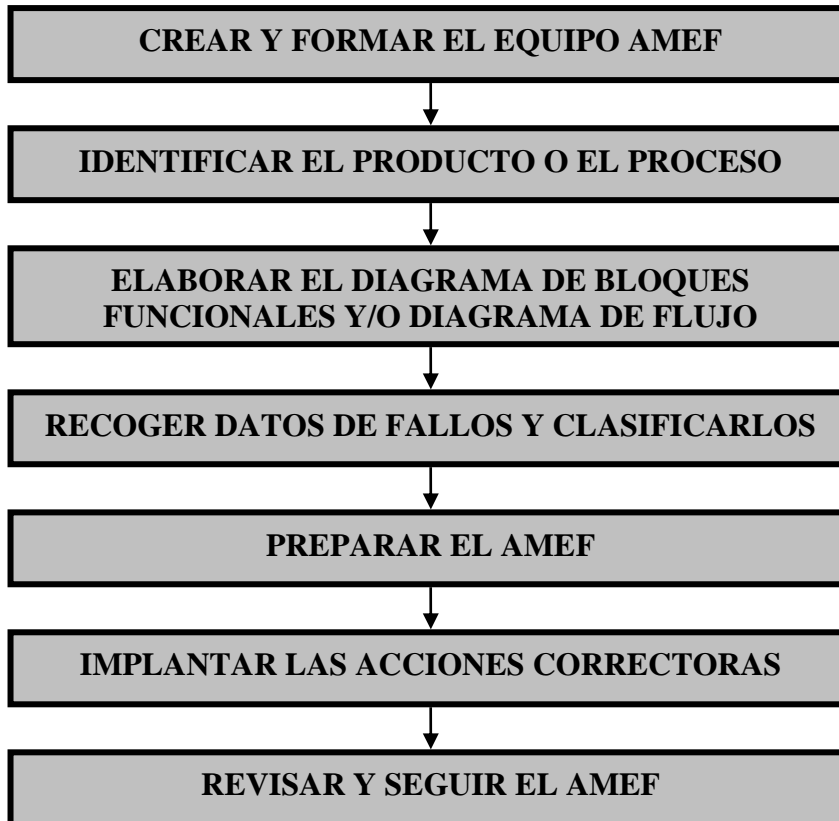 CREAR Y FORMAR EL EQUIPO AMEF
IDENTIFICAR EL PRODUCTO O EL PROCESO
ELABORAR EL DIAGRAMA DE BLOQUES
FUNCIONALES Y/O DIAGRAMA DE FLUJO
RECOGER DATOS DE FALLOS Y CLASIFICARLOS
PREPARAR EL AMEF
IMPLANTAR LAS ACCIONES CORRECTORAS
REVISAR Y SEGUIR EL AMEF